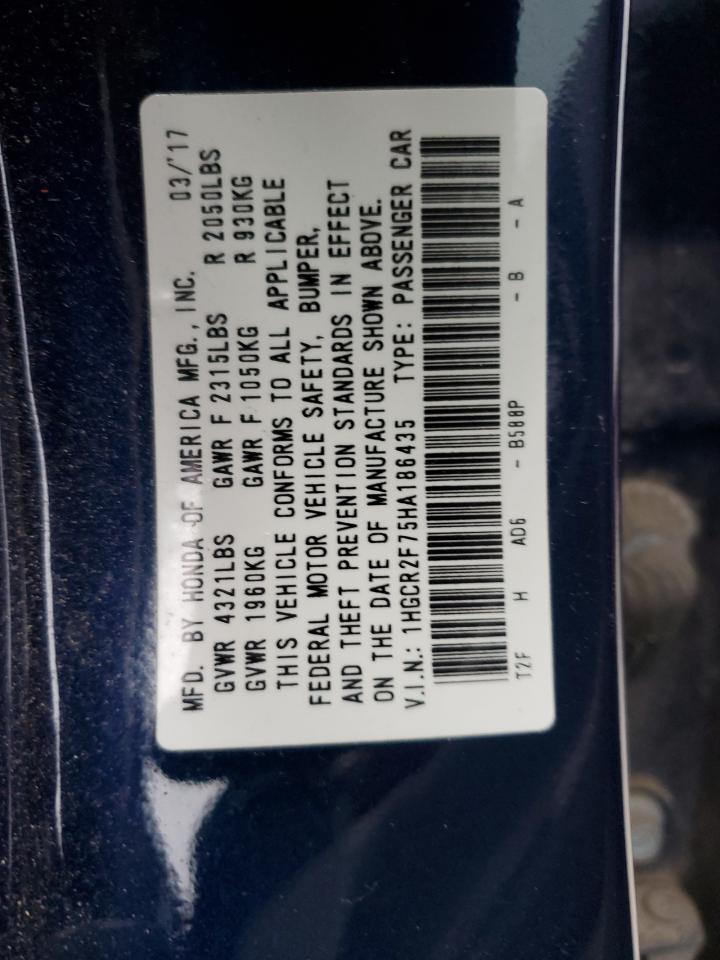 MFD. BY HONDA OF AMERICA MFG., INC. 03/'17
GVWR 4321LBS GAWR F 2315LBS R 2050LBS
GVWR 1960KG GAWR F 1050KG R 930KG
THIS VEHICLE CONFORMS TO ALL APPLICABLE
FEDERAL MOTOR VEHICLE SAFETY, BUMPER,
AND THEFT PREVENTION STANDARDS IN EFFECT
ON THE DATE OF MANUFACTURE SHOWN ABOVE.
V.I.N.: 1HGCR2F75HA186435 TYPE: PASSENGER CAR
T2F H AD6 - B588P - B - A